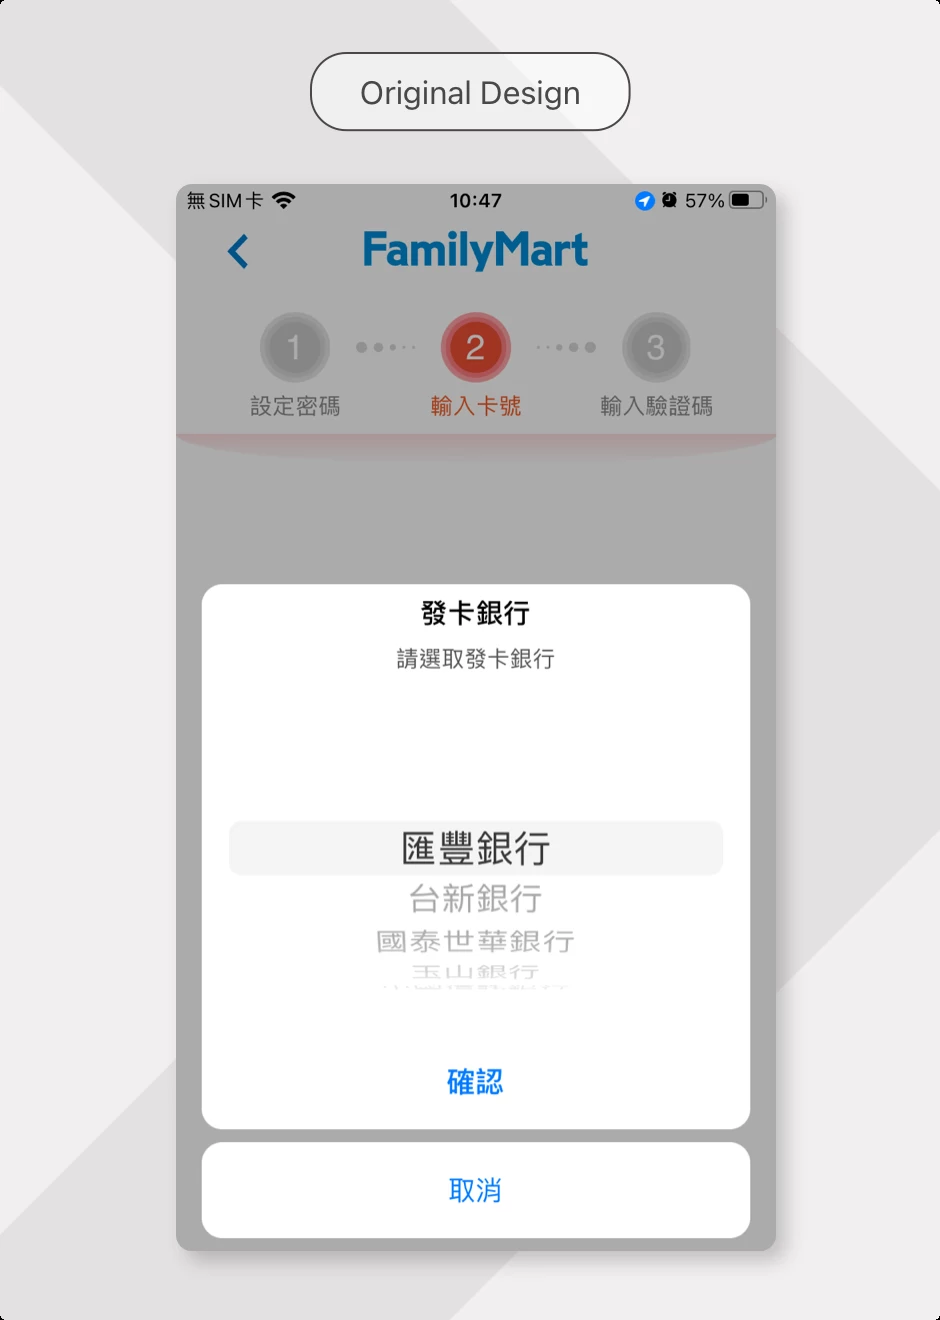 Original Design
無SIM卡 10:47 57%
FamilyMart
1 2 3
設定密碼 輸入卡號 輸入驗證碼
發卡銀行
請選取發卡銀行
匯豐銀行
台新銀行
國泰世華銀行
玉山銀行
確認
取消